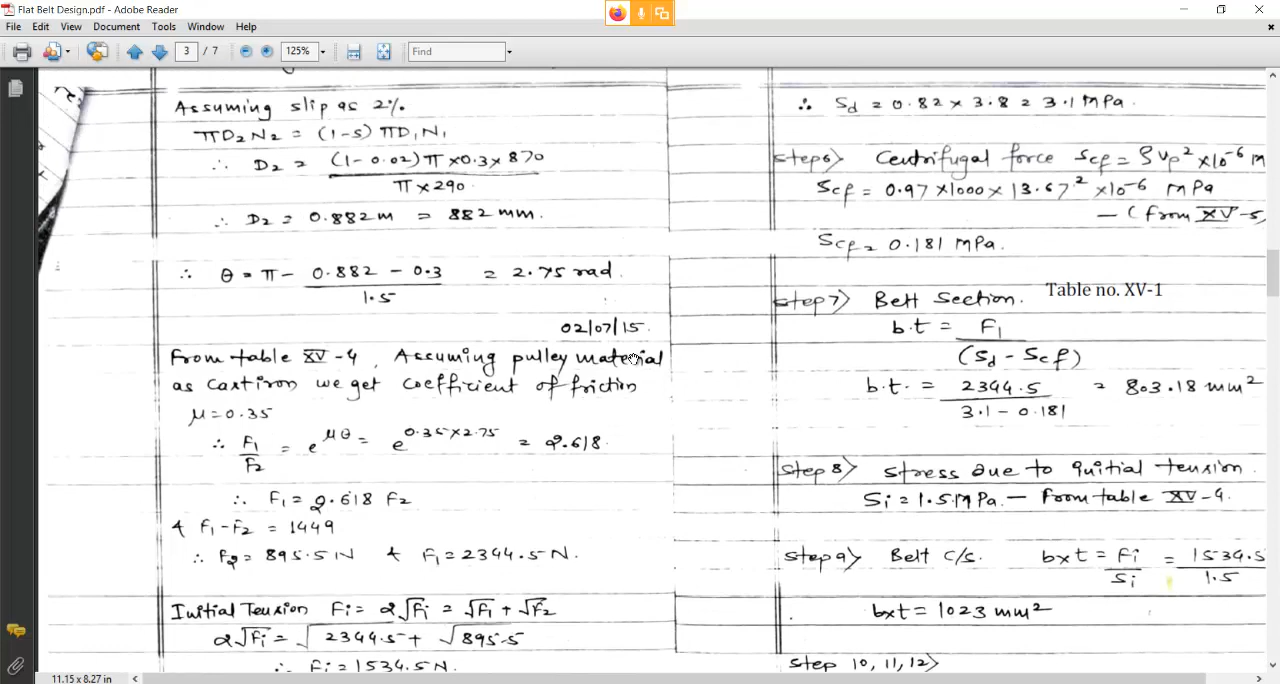 Flat Belt Design.pdf - Adobe Reader
File Edit View Document Tools Window Help
3 / 7 125% Find
Assuming slip as 2%.
πD₂N₂ = (1-s) πD₁N₁
∴ D₂ = (1-0.02)π×0.3×870
π×290
∴ D₂ = 0.882m = 882 mm.
∴ θ = π - 0.882 - 0.3 = 2.75 rad.
1.5
02/07/15.
From table XV-4, Assuming pulley material
as cast iron we get coefficient of friction
μ = 0.35
∴ F₁ = e^μθ = e^0.35×2.75 = 2.618.
F₂
∴ F₁ = 2.618 F₂
& F₁-F₂ = 1449
∴ F₂ = 895.5 N & F₁ = 2344.5 N.
Initial Tension Fi = 2√Fi = √F₁ + √F₂
2√Fi = √2344.5 + √895.5
∴ Fi = 1534.5 N.
∴ Sd = 0.82 × 3.8 = 3.1 MPa.
Step 6> Centrifugal force Scf = ρVp² ×10⁻⁶ M
Scf = 0.97 ×1000 × 13.67² ×10⁻⁶ MPa
— (from XV-5,
Scf = 0.181 MPa.
Step 7> Belt Section. Table no. XV-1
b.t = F₁
(Sd - Scf)
b.t. = 2344.5 = 803.18 mm²
3.1 - 0.181
Step 8> Stress due to initial tension.
Si = 1.5 MPa — From table XV-4.
Step 9> Belt C/s. b×t = Fi = 1534.5
Si 1.5
b×t = 1023 mm²
Step 10, 11, 12>
11.15 x 8.27 in